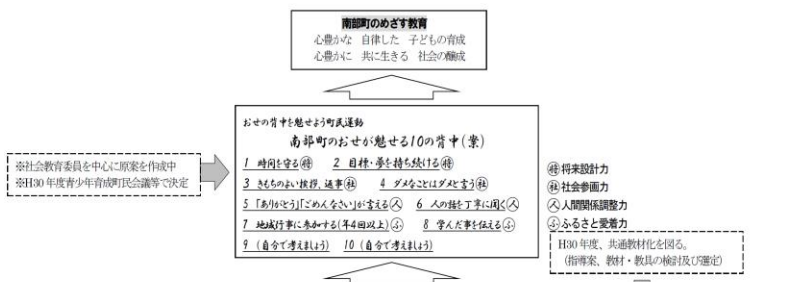 南部町のめざす教育
心豊かな 自律した 子どもの育成
心豊かに 共に生きる 社会の醸成
おせの背中を魅せよう町民運動
南部町のおせが魅せる10の背中(案)
1 時間を守る㊝将 2 目標・夢を持ち続ける将
3 きもちのよい挨拶、返事社 4 ダメなことはダメと言う社
5 「ありがとう」「ごめんなさい」が言える人 6 人の話を丁寧に聞く人
7 地域行事に参加する(年4回以上)ふ 8 学んだ事を伝えるふ
9 (自分で考えましょう) 10 (自分で考えましょう)
※社会教育委員を中心に原案を作成中
※H30年度青少年育成町民会議等で決定
将 将来設計力
社 社会参画力
人 人間関係調整力
ふ ふるさと愛着力
H30年度、共通教材化を図る。
(指導案、教材・教具の検討及び選定)